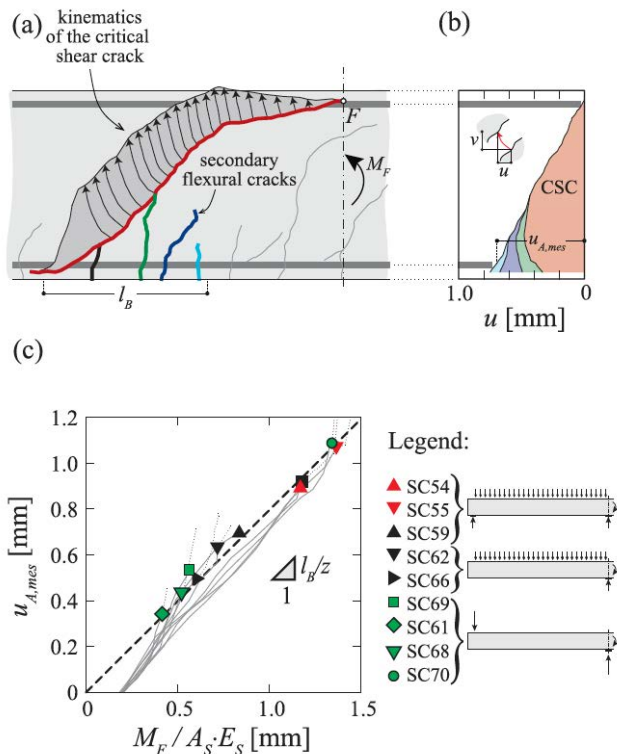 (a)
kinematics
of the critical
shear crack
F
M_F
secondary
flexural cracks
l_B
(b)
v
u
CSC
u_{A,mes}
1.0
0
u [mm]
(c)
u_{A,mes} [mm]
1.2
1.0
0.8
0.6
0.4
0.2
0
0
0.5
1.0
1.5
l_B/z
1
M_F / A_S·E_S [mm]
Legend:
SC54
SC55
SC59
SC62
SC66
SC69
SC61
SC68
SC70